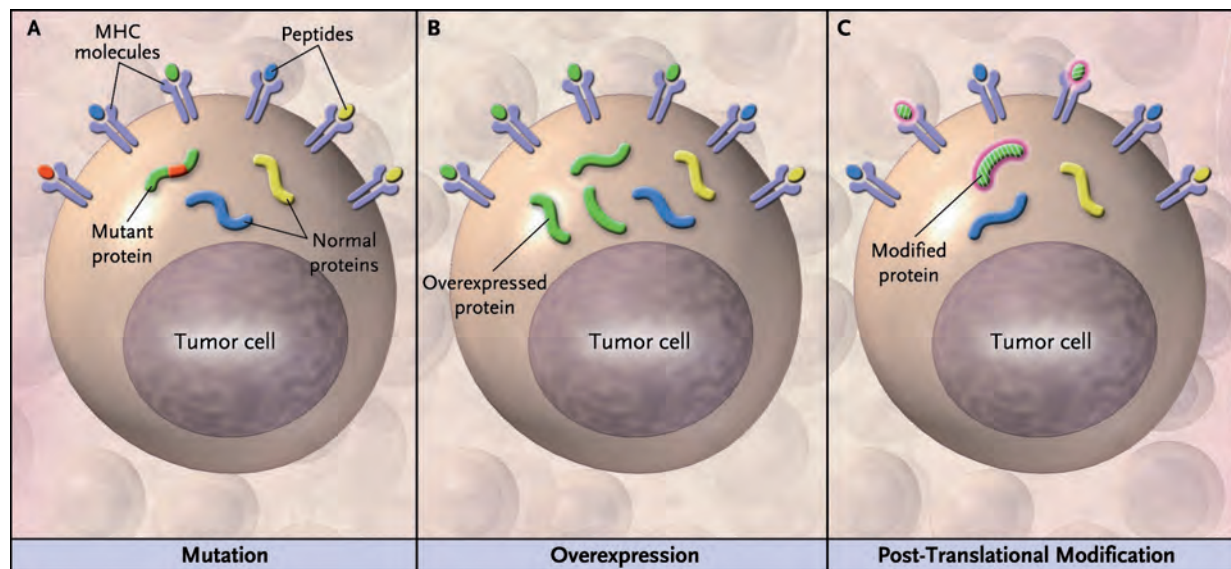 A
MHC
molecules
Peptides
Mutant
protein
Normal
proteins
Tumor cell
Mutation
B
Overexpressed
protein
Tumor cell
Overexpression
C
Modified
protein
Tumor cell
Post-Translational Modification